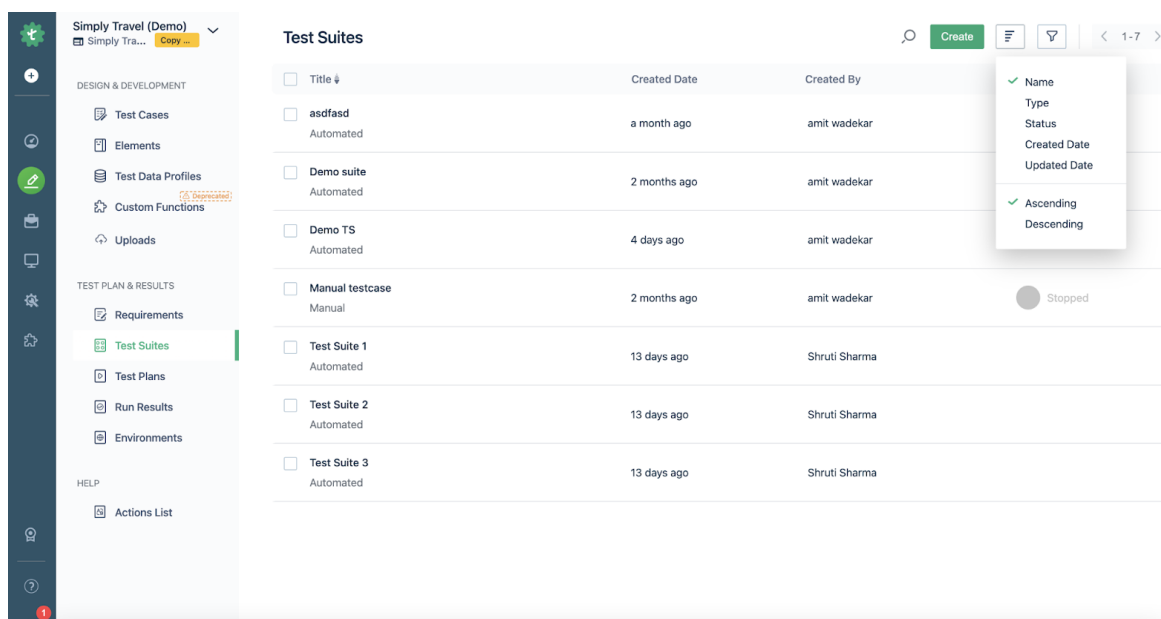 Simply Travel (Demo)
Simply Tra... Copy ...
DESIGN & DEVELOPMENT
Test Cases
Elements
Test Data Profiles
Deprecated
Custom Functions
Uploads
TEST PLAN & RESULTS
Requirements
Test Suites
Test Plans
Run Results
Environments
HELP
Actions List
1
Test Suites
Create
1-7
Title Created Date Created By
asdfasd
Automated
a month ago amit wadekar
Demo suite
Automated
2 months ago amit wadekar
Demo TS
Automated
4 days ago amit wadekar
Manual testcase
Manual
2 months ago amit wadekar Stopped
Test Suite 1
Automated
13 days ago Shruti Sharma
Test Suite 2
Automated
13 days ago Shruti Sharma
Test Suite 3
Automated
13 days ago Shruti Sharma
Name
Type
Status
Created Date
Updated Date
Ascending
Descending